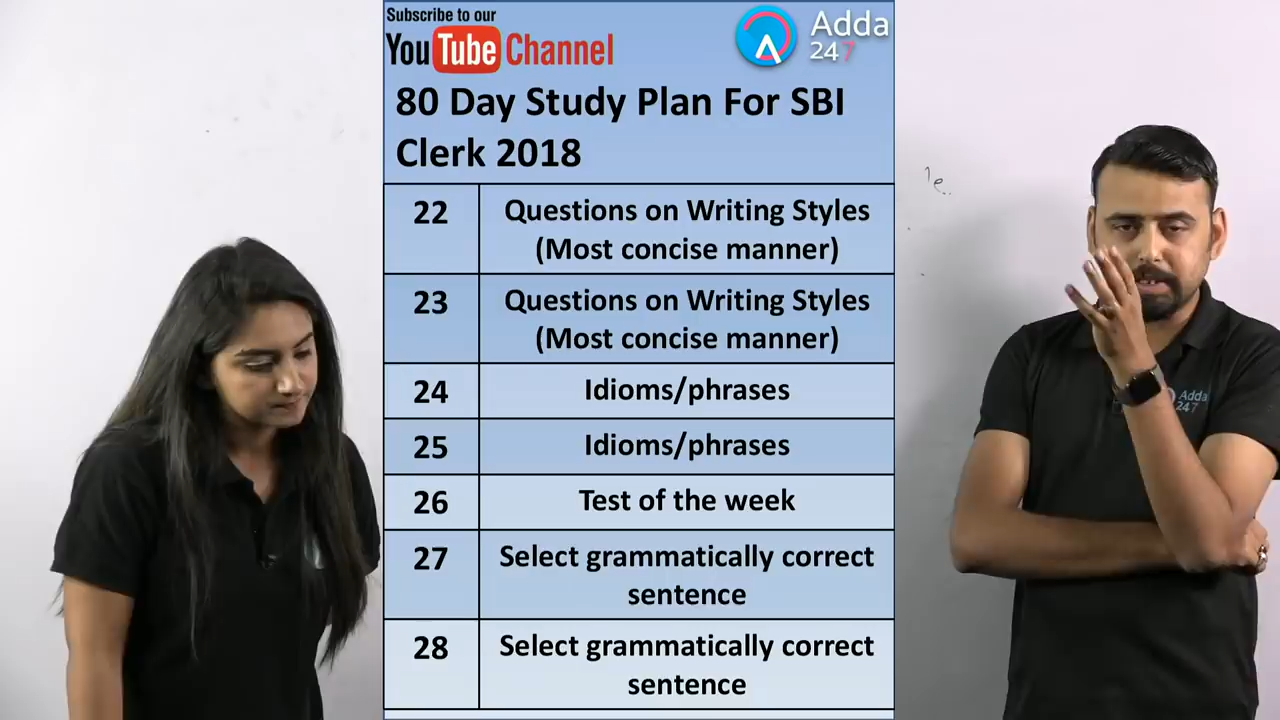 Subscribe to our
YouTube Channel
Adda
247
80 Day Study Plan For SBI
Clerk 2018
22 Questions on Writing Styles
(Most concise manner)
23 Questions on Writing Styles
(Most concise manner)
24 Idioms/phrases
25 Idioms/phrases
26 Test of the week
27 Select grammatically correct
sentence
28 Select grammatically correct
sentence
Adda
247